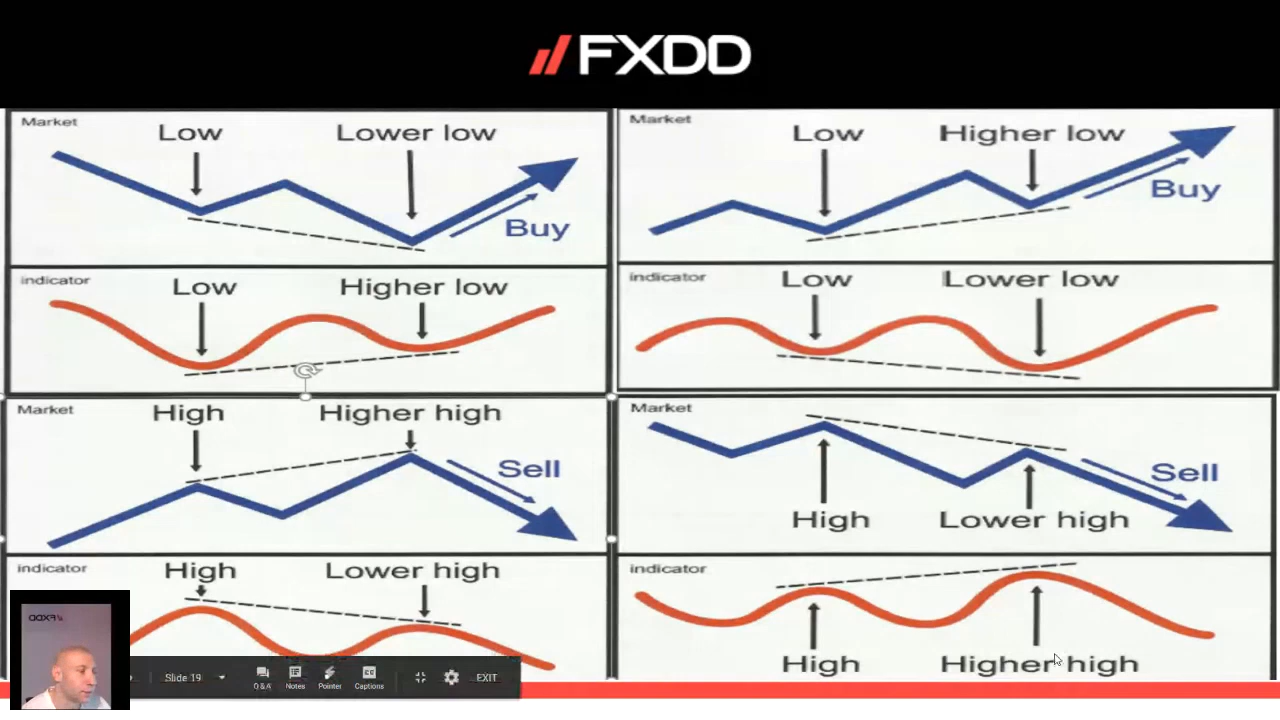 FXDD
Market
Low
Lower low
Buy
indicator
Low
Higher low
Market
Low
Higher low
Buy
indicator
Low
Lower low
Market
High
Higher high
Sell
indicator
High
Lower high
Market
Sell
High
Lower high
indicator
High
Higher high
FXDD
Slide 19
Q & A
Notes
Pointer
Captions
EXIT